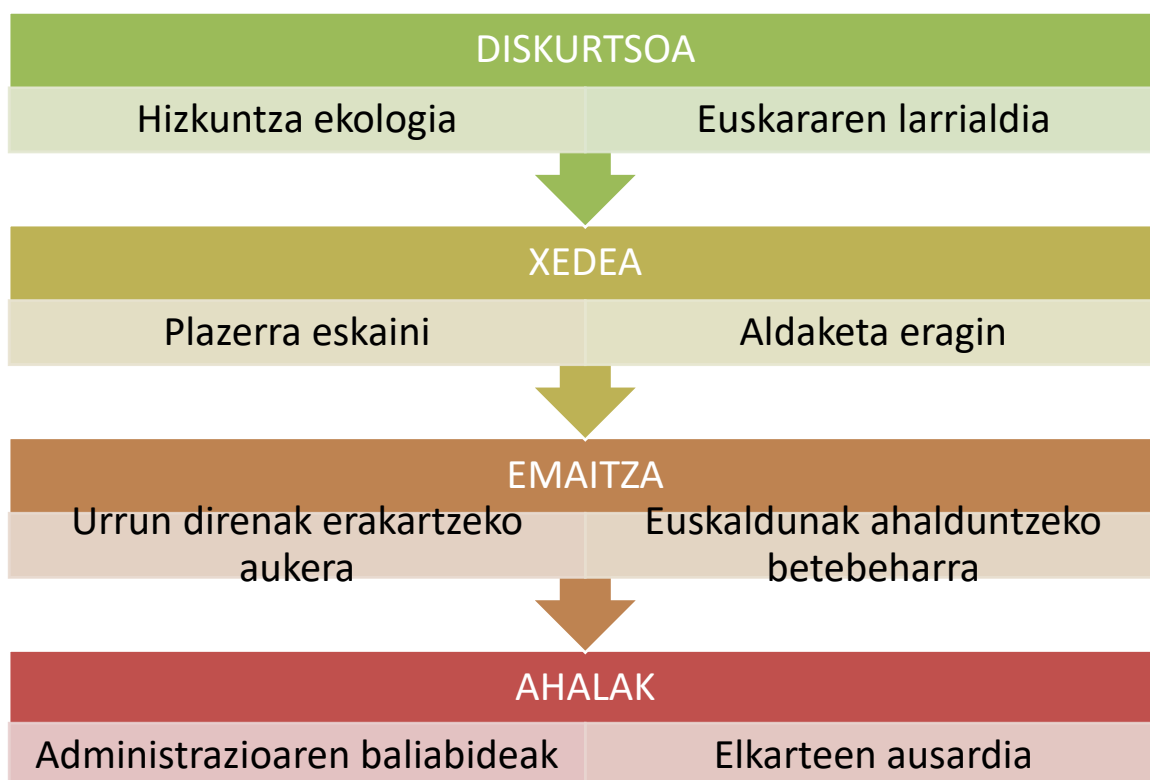 DISKURTSOA
Hizkuntza ekologia
Euskararen larrialdia
XEDEA
Plazerra eskaini
Aldaketa eragin
EMAITZA
Urrun direnak erakartzeko
aukera
Euskaldunak ahalduntzeko
betebeharra
AHALAK
Administrazioaren baliabideak
Elkarteen ausardia